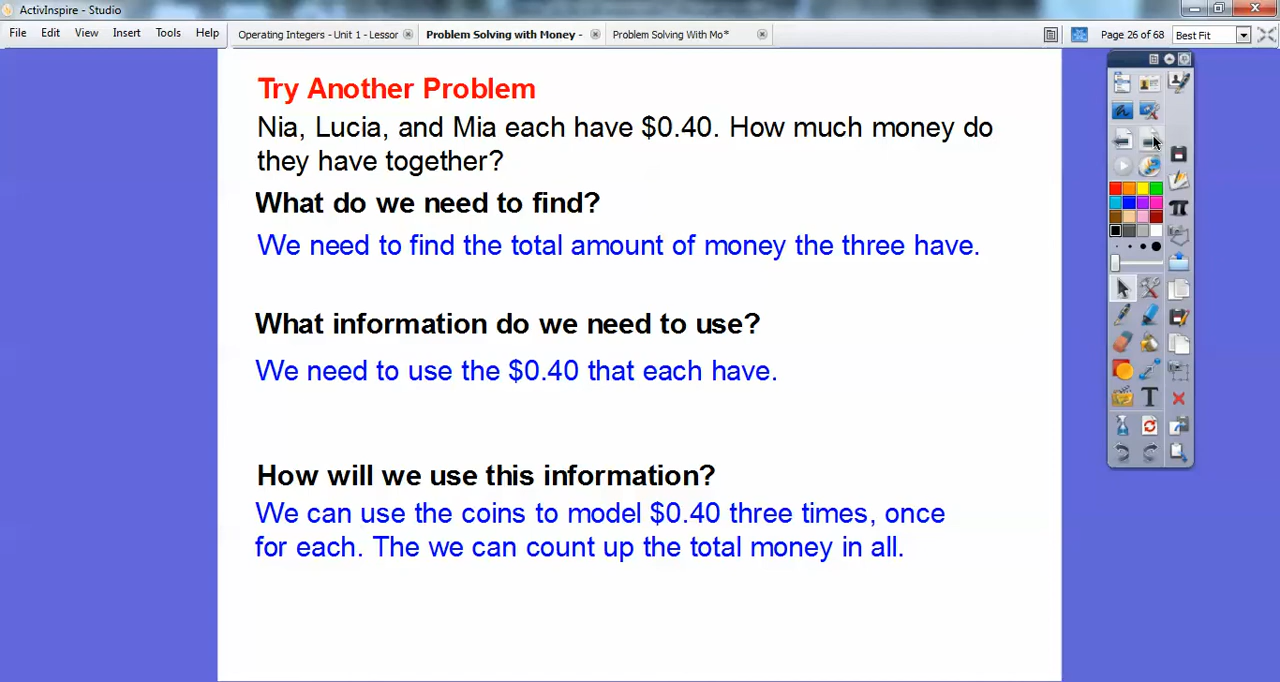 ActivInspire - Studio
File Edit View Insert Tools Help
Operating Integers - Unit 1 - Lessor
Problem Solving with Money -
Problem Solving With Mo*
Page 26 of 68
Best Fit
Try Another Problem
Nia, Lucia, and Mia each have $0.40. How much money do
they have together?
What do we need to find?
We need to find the total amount of money the three have.
What information do we need to use?
We need to use the $0.40 that each have.
How will we use this information?
We can use the coins to model $0.40 three times, once
for each. The we can count up the total money in all.